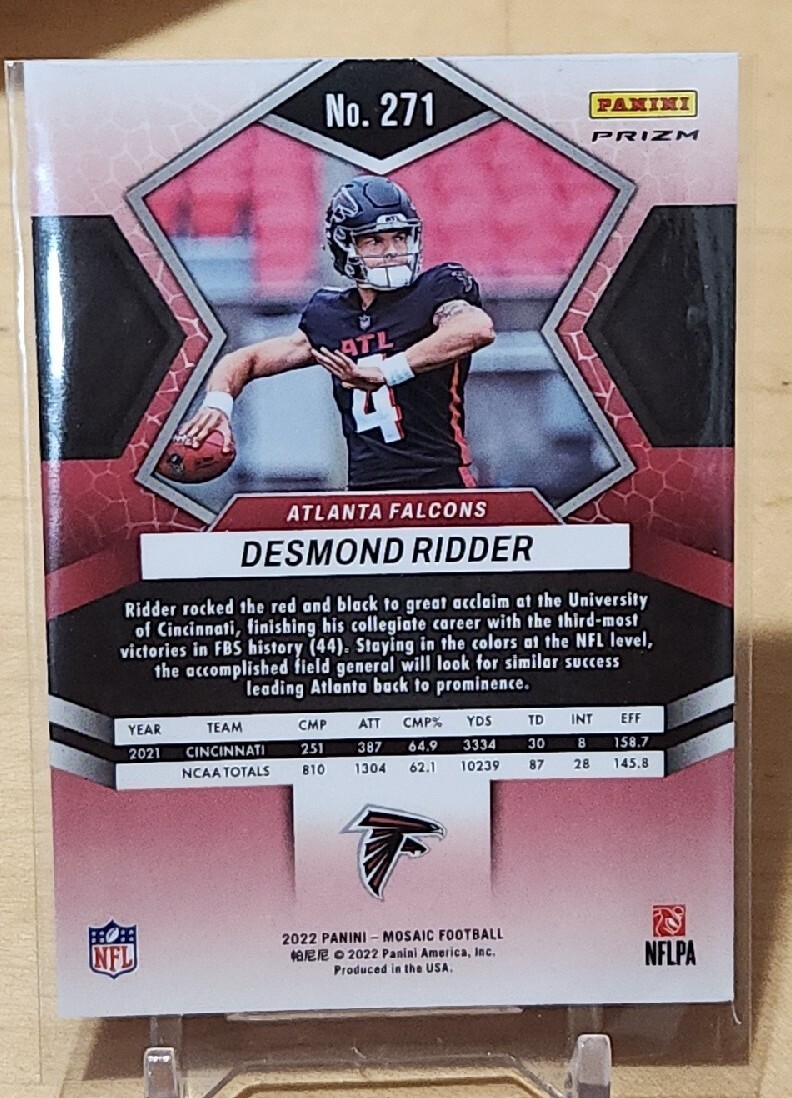 No. 271
PANINI
PRIZM
ATL
4
ATLANTA FALCONS
DESMOND RIDDER
Ridder rocked the red and black to great acclaim at the University
of Cincinnati, finishing his collegiate career with the third-most
victories in FBS history (44). Staying in the colors at the NFL level,
the accomplished field general will look for similar success
leading Atlanta back to prominence.
YEAR TEAM CMP ATT CMP% YDS TD INT EFF
2021 CINCINNATI 251 387 64.9 3334 30 8 158.7
NCAA TOTALS 810 1304 62.1 10239 87 28 145.8
NFL
2022 PANINI – MOSAIC FOOTBALL
帕尼尼 © 2022 Panini America, Inc.
Produced in the USA.
NFLPA